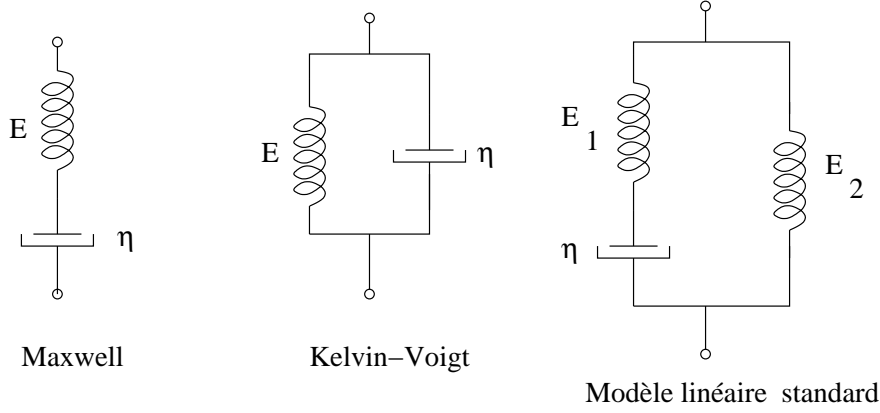 E
η
Maxwell
E
η
Kelvin–Voigt
E 1
η
E 2
Modèle linéaire standard